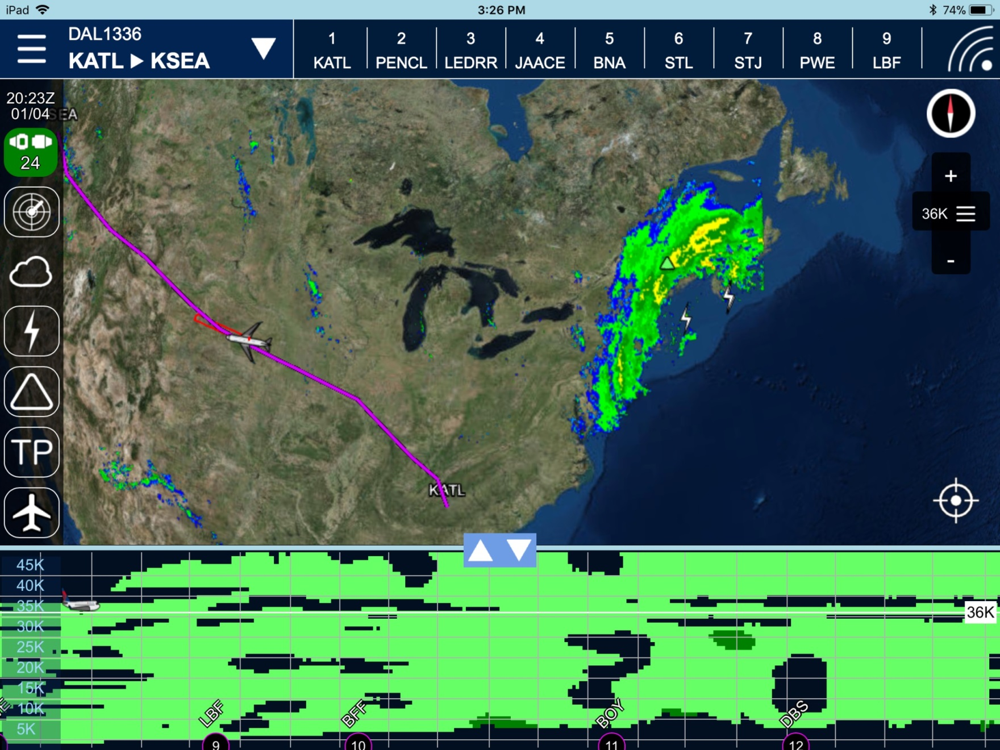 iPad
3:26 PM
74%
DAL1336
KATL ▶ KSEA
1
KATL
2
PENCL
3
LEDRR
4
JAACE
5
BNA
6
STL
7
STJ
8
PWE
9
LBF
20:23Z
01/04
SEA
24
TP
+
36K
-
KATL
45K
40K
35K
30K
25K
20K
15K
10K
5K
36K
LBF
BFF
BOY
DBS
9
10
11
12